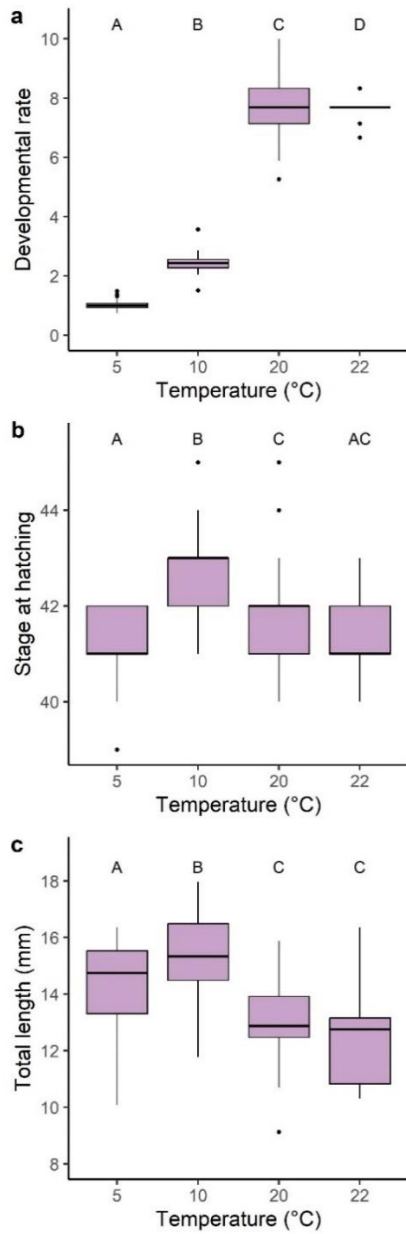 a
A B C D
10
8
6
4
2
0
Developmental rate
5 10 20 22
Temperature (°C)
b
A B C AC
44
42
40
Stage at hatching
5 10 20 22
Temperature (°C)
c
A B C C
18
16
14
12
10
8
Total length (mm)
5 10 20 22
Temperature (°C)